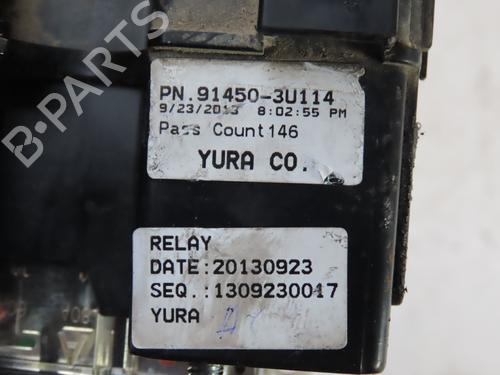 PN.91450-3U114
9/23/2013 8:02:55 PM
Pass Count146
YURA CO.
RELAY
DATE:20130923
SEQ.:1309230047
YURA
B-PARTS